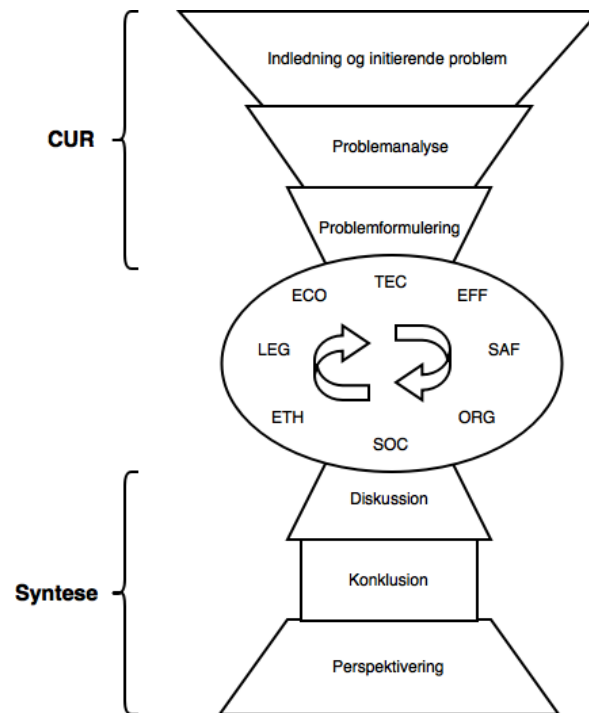 Indledning og initierende problem
CUR
Problemanalyse
Problemformulering
TEC
ECO
EFF
LEG
SAF
ETH
ORG
SOC
Diskussion
Syntese
Konklusion
Perspektivering